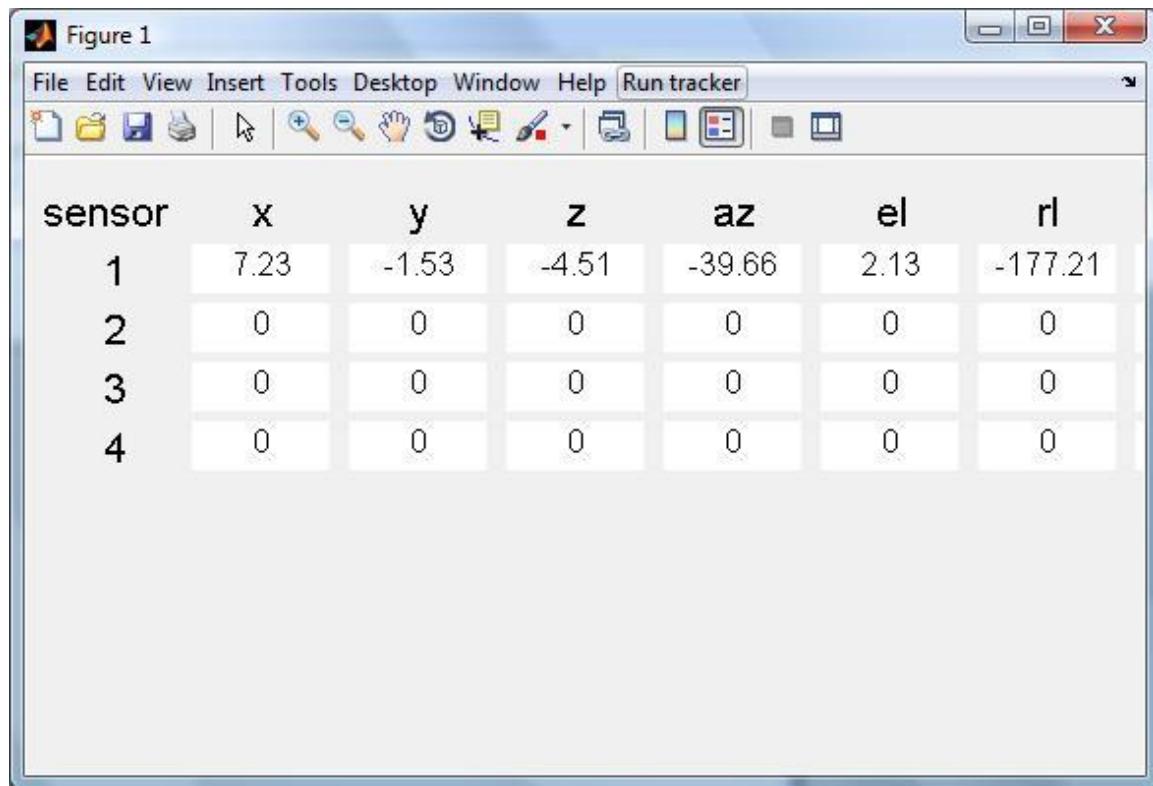 Figure 1
File Edit View Insert Tools Desktop Window Help Run tracker
sensor x y z az el rl
1 7.23 -1.53 -4.51 -39.66 2.13 -177.21
2 0 0 0 0 0 0
3 0 0 0 0 0 0
4 0 0 0 0 0 0